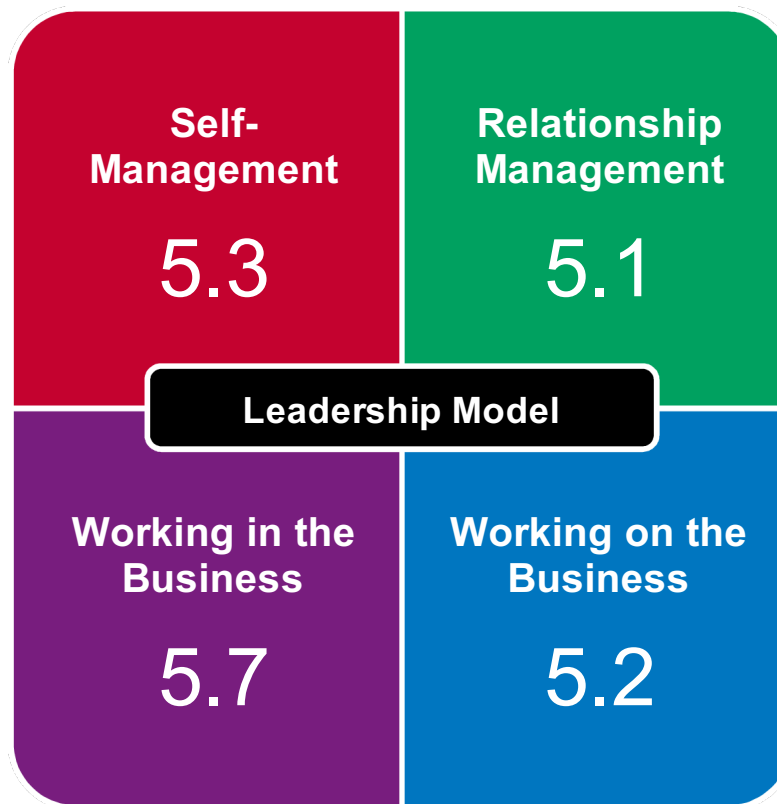 Self-
Management
5.3
Relationship
Management
5.1
Leadership Model
Working in the
Business
5.7
Working on the
Business
5.2